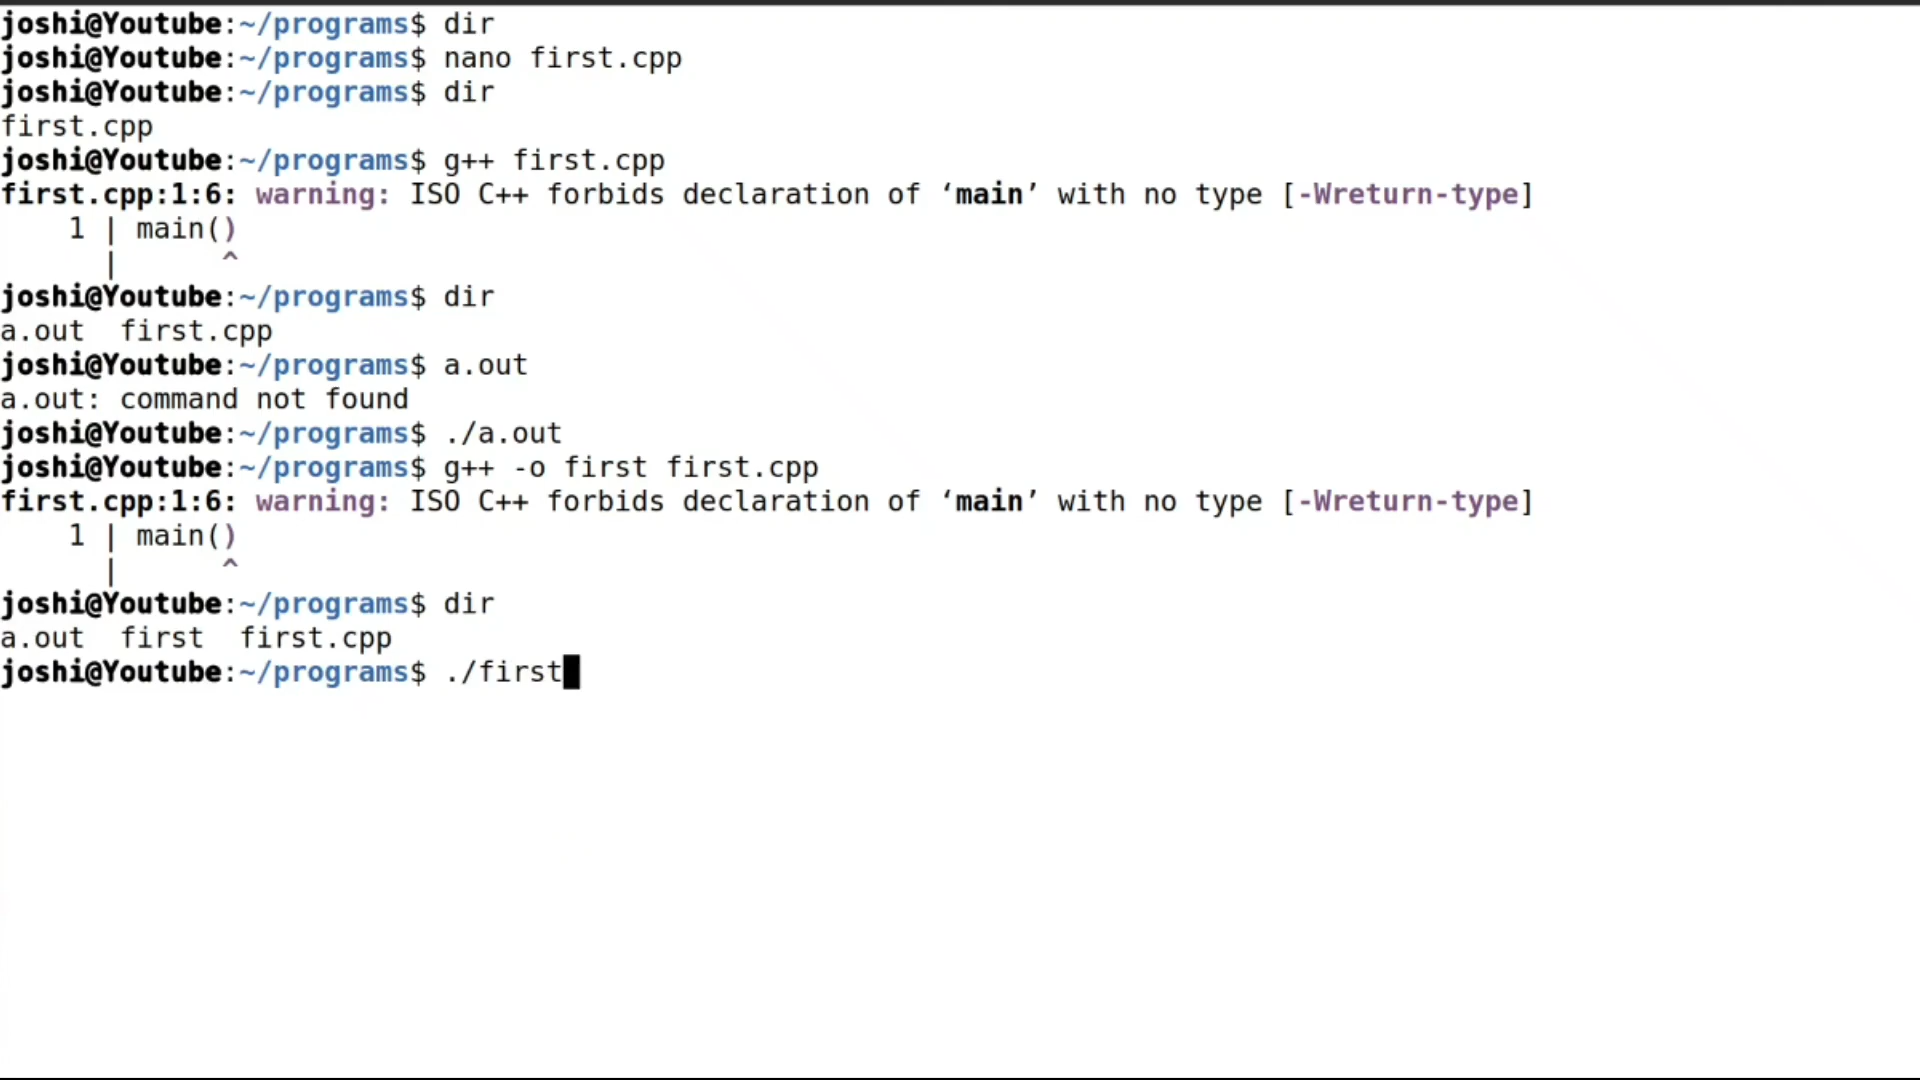 joshi@Youtube:~/programs$ dir
joshi@Youtube:~/programs$ nano first.cpp
joshi@Youtube:~/programs$ dir
first.cpp
joshi@Youtube:~/programs$ g++ first.cpp
first.cpp:1:6: warning: ISO C++ forbids declaration of ‘main’ with no type [-Wreturn-type]
    1 | main()
      |      ^
joshi@Youtube:~/programs$ dir
a.out  first.cpp
joshi@Youtube:~/programs$ a.out
a.out: command not found
joshi@Youtube:~/programs$ ./a.out
joshi@Youtube:~/programs$ g++ -o first first.cpp
first.cpp:1:6: warning: ISO C++ forbids declaration of ‘main’ with no type [-Wreturn-type]
    1 | main()
      |      ^
joshi@Youtube:~/programs$ dir
a.out  first  first.cpp
joshi@Youtube:~/programs$ ./first